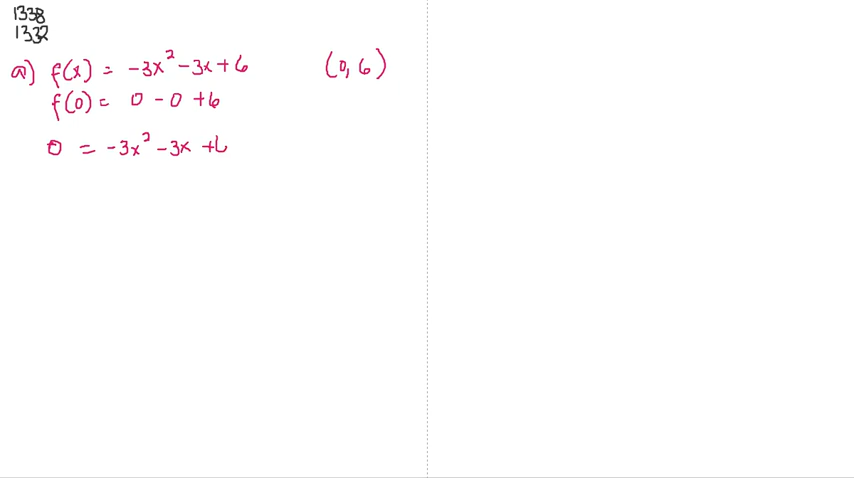 1338
1332
a) f(x) = -3x² - 3x + 6 (0, 6)
f(0) = 0 - 0 + 6
0 = -3x² - 3x + 6